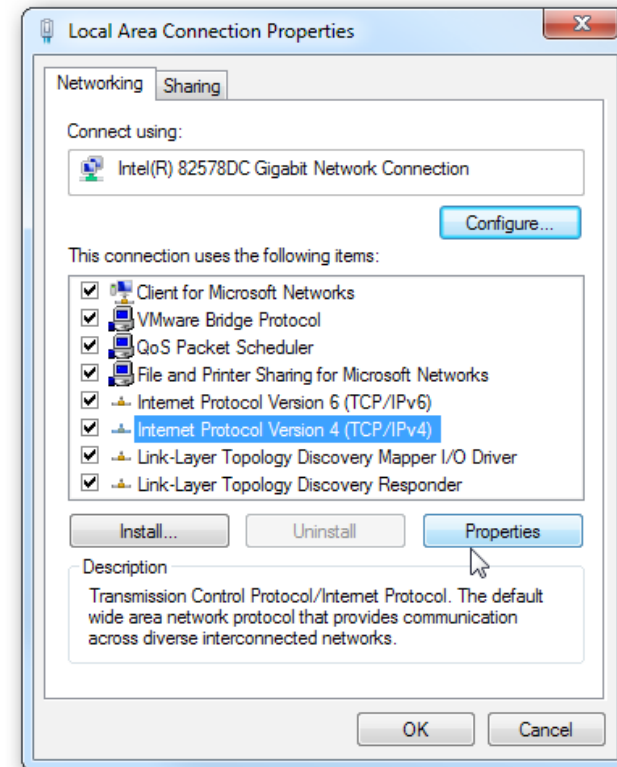 Local Area Connection Properties
Networking
Sharing
Connect using:
Intel(R) 82578DC Gigabit Network Connection
Configure...
This connection uses the following items:
Client for Microsoft Networks
VMware Bridge Protocol
QoS Packet Scheduler
File and Printer Sharing for Microsoft Networks
Internet Protocol Version 6 (TCP/IPv6)
Internet Protocol Version 4 (TCP/IPv4)
Link-Layer Topology Discovery Mapper I/O Driver
Link-Layer Topology Discovery Responder
Install...
Uninstall
Properties
Description
Transmission Control Protocol/Internet Protocol. The default
wide area network protocol that provides communication
across diverse interconnected networks.
OK
Cancel